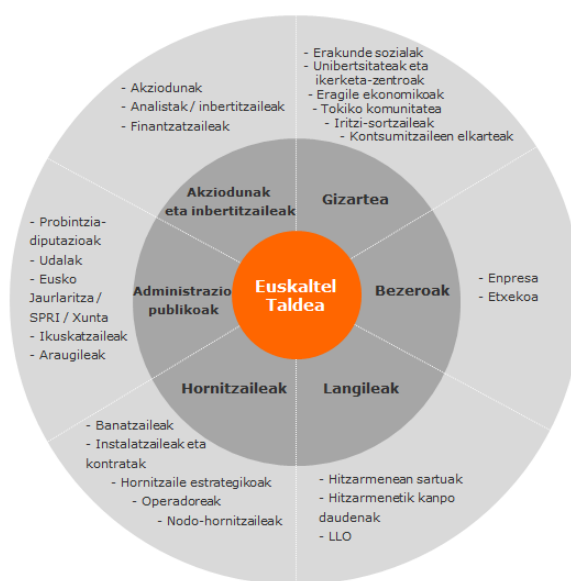 - Erakunde sozialak
- Unibertsitateak eta
ikerketa-zentroak
- Eragile ekonomikoak
- Tokiko komunitatea
- Iritzi-sortzaileak
- Kontsumitzaileen elkarteak
- Akziodunak
- Analistak / inbertitzaileak
- Finantzatzaileak
Akziodunak
eta inbertitzaileak
Gizartea
- Probintzia-
diputazioak
- Udalak
- Eusko
Jaurlaritza /
SPRI / Xunta
- Ikuskatzaileak
- Araugileak
Administrazio
publikoak
Euskaltel
Taldea
Bezeroak
- Enpresa
- Etxekoa
Hornitzaileak
Langileak
- Banatzaileak
- Instalatzaileak eta
kontratak
- Hornitzaile estrategikoak
- Operadoreak
- Nodo-hornitzaileak
- Hitzarmenean sartuak
- Hitzarmenetik kanpo
daudenak
- LLO